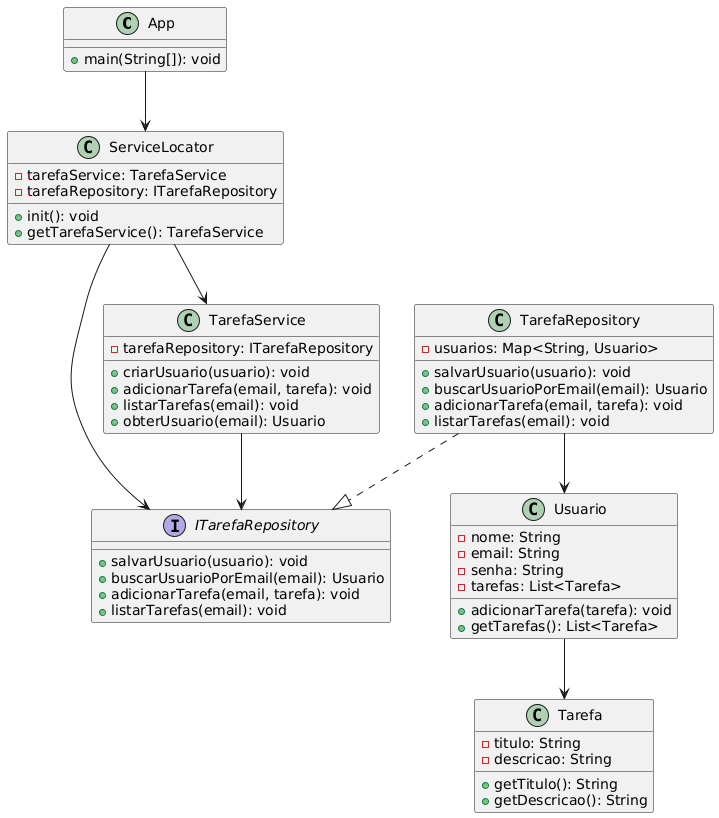 C App
main(String[]): void
C ServiceLocator
tarefaService: TarefaService
tarefaRepository: ITarefaRepository
init(): void
getTarefaService(): TarefaService
C TarefaService
tarefaRepository: ITarefaRepository
criarUsuario(usuario): void
adicionarTarefa(email, tarefa): void
listarTarefas(email): void
obterUsuario(email): Usuario
C TarefaRepository
usuarios: Map<String, Usuario>
salvarUsuario(usuario): void
buscarUsuarioPorEmail(email): Usuario
adicionarTarefa(email, tarefa): void
listarTarefas(email): void
I ITarefaRepository
salvarUsuario(usuario): void
buscarUsuarioPorEmail(email): Usuario
adicionarTarefa(email, tarefa): void
listarTarefas(email): void
C Usuario
nome: String
email: String
senha: String
tarefas: List<Tarefa>
adicionarTarefa(tarefa): void
getTarefas(): List<Tarefa>
C Tarefa
titulo: String
descricao: String
getTitulo(): String
getDescricao(): String